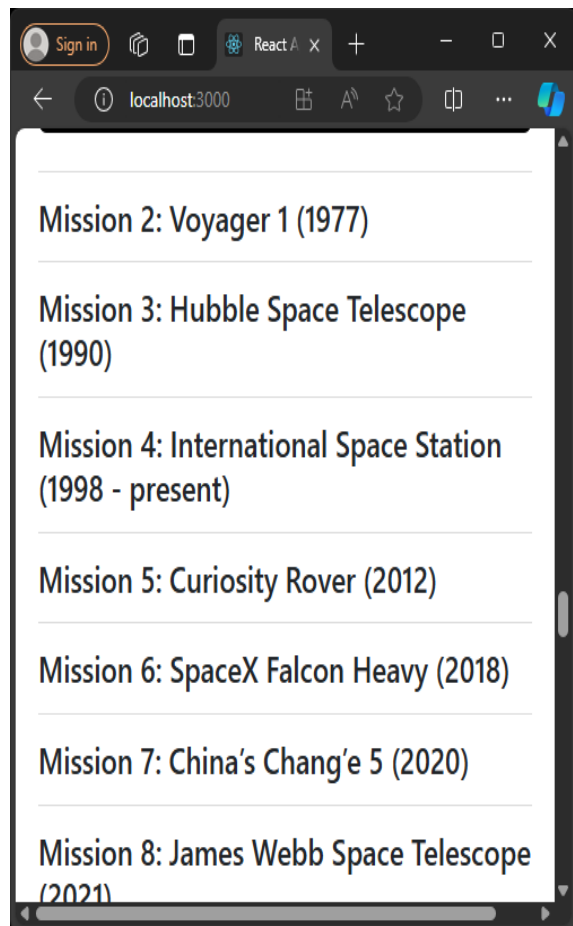 Sign in
React A
localhost:3000
Mission 2: Voyager 1 (1977)
Mission 3: Hubble Space Telescope
(1990)
Mission 4: International Space Station
(1998 - present)
Mission 5: Curiosity Rover (2012)
Mission 6: SpaceX Falcon Heavy (2018)
Mission 7: China’s Chang’e 5 (2020)
Mission 8: James Webb Space Telescope
(2021)